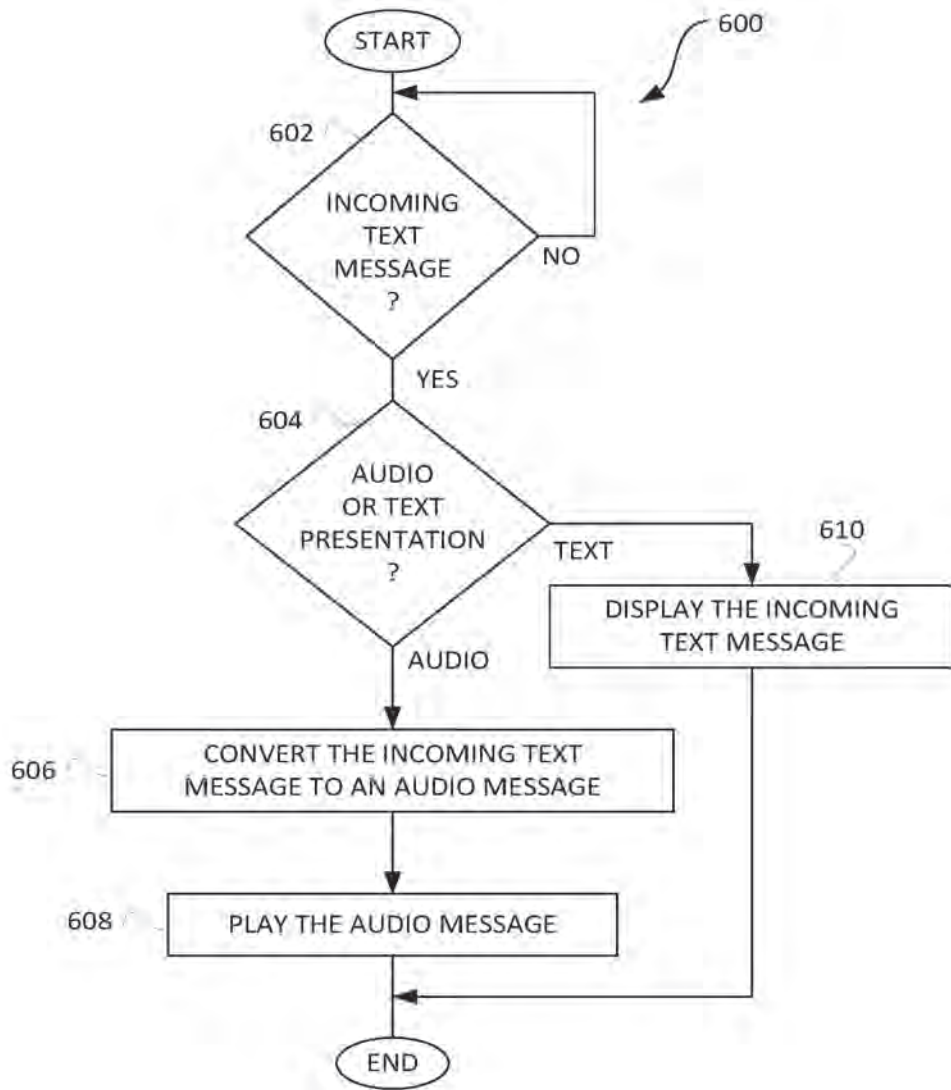 START
600
602
INCOMING
TEXT
MESSAGE
?
NO
YES
604
AUDIO
OR TEXT
PRESENTATION
?
TEXT
610
DISPLAY THE INCOMING
TEXT MESSAGE
AUDIO
606
CONVERT THE INCOMING TEXT
MESSAGE TO AN AUDIO MESSAGE
608
PLAY THE AUDIO MESSAGE
END